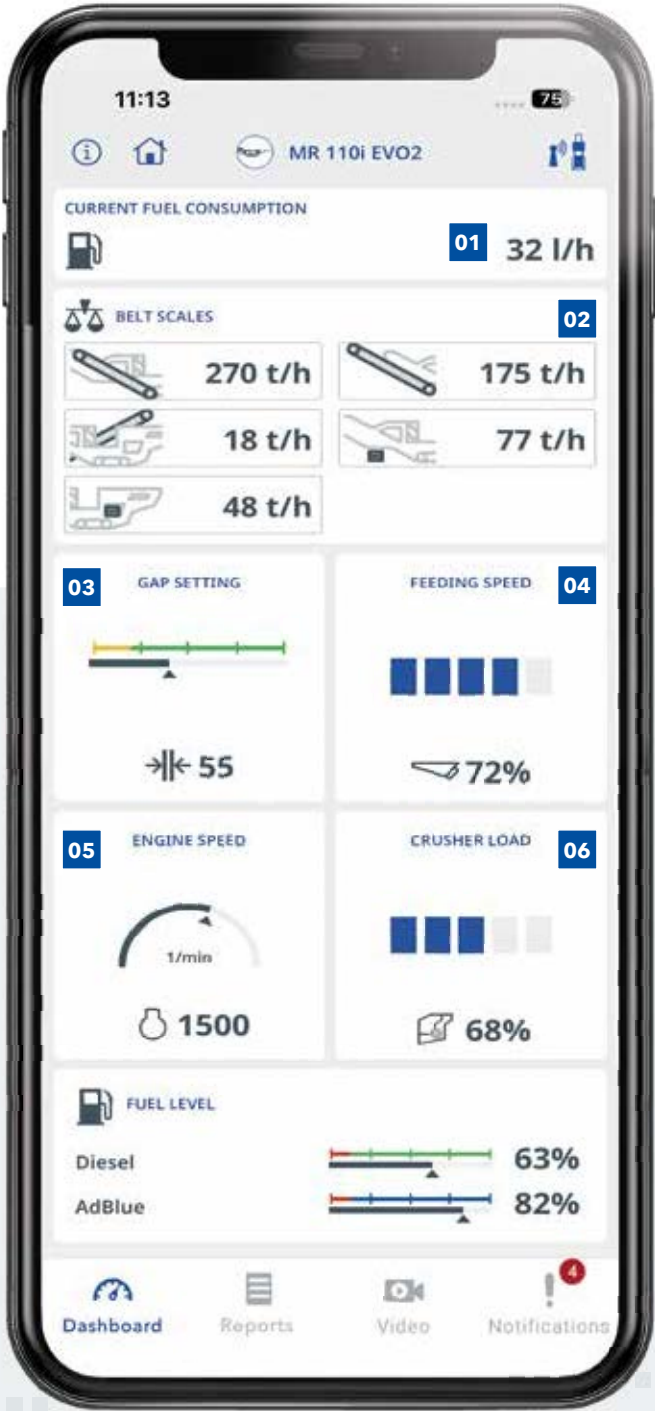 11:13
75
MR 110i EVO2
CURRENT FUEL CONSUMPTION
01 32 l/h
BELT SCALES
02
270 t/h
175 t/h
18 t/h
77 t/h
48 t/h
03 GAP SETTING
55
FEEDING SPEED 04
72%
05 ENGINE SPEED
1/min
1500
CRUSHER LOAD 06
68%
FUEL LEVEL
Diesel 63%
AdBlue 82%
4
Dashboard Reports Video Notifications